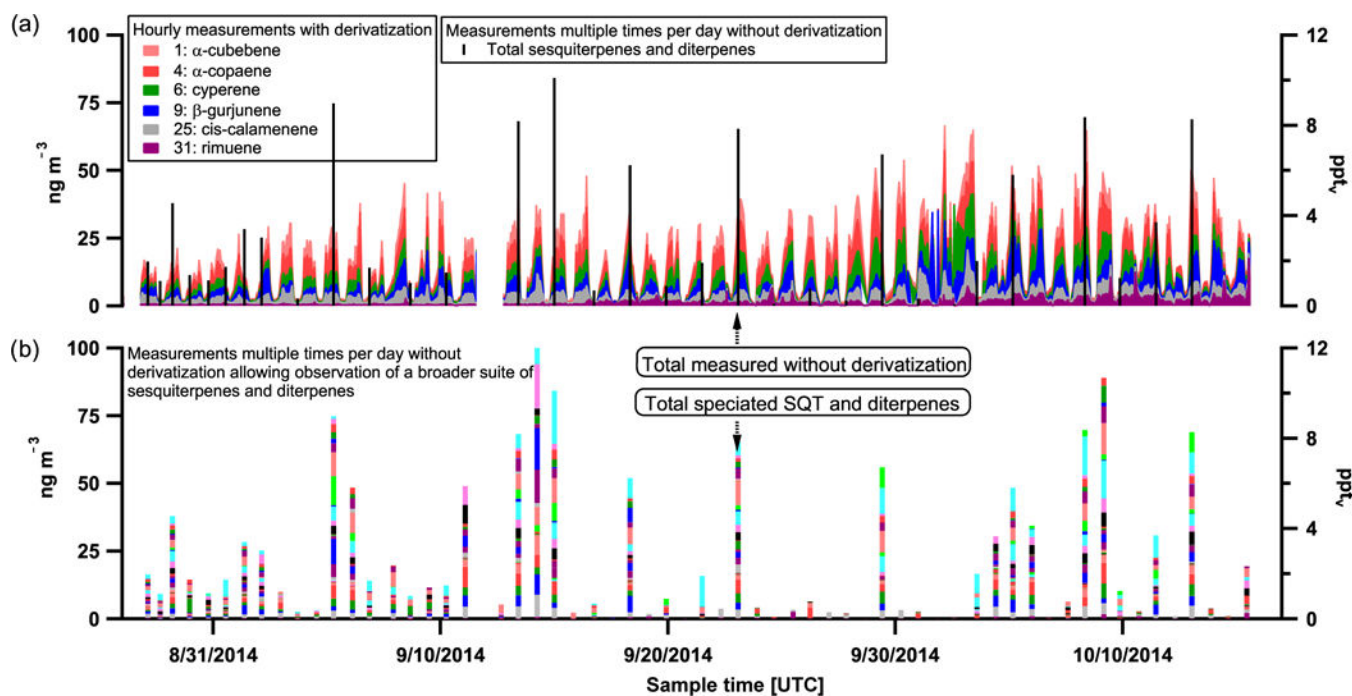 (a)
Hourly measurements with derivatization
1: α-cubebene
4: α-copaene
6: cyperene
9: β-gurjunene
25: cis-calamenene
31: rimuene
Measurements multiple times per day without derivatization
Total sesquiterpenes and diterpenes
100
75
50
25
0
ng m⁻³
12
8
4
0
pptᵥ
Total measured without derivatization
Total speciated SQT and diterpenes
(b)
Measurements multiple times per day without
derivatization allowing observation of a broader suite of
sesquiterpenes and diterpenes
100
75
50
25
0
ng m⁻³
12
8
4
0
pptᵥ
8/31/2014
9/10/2014
9/20/2014
9/30/2014
10/10/2014
Sample time [UTC]